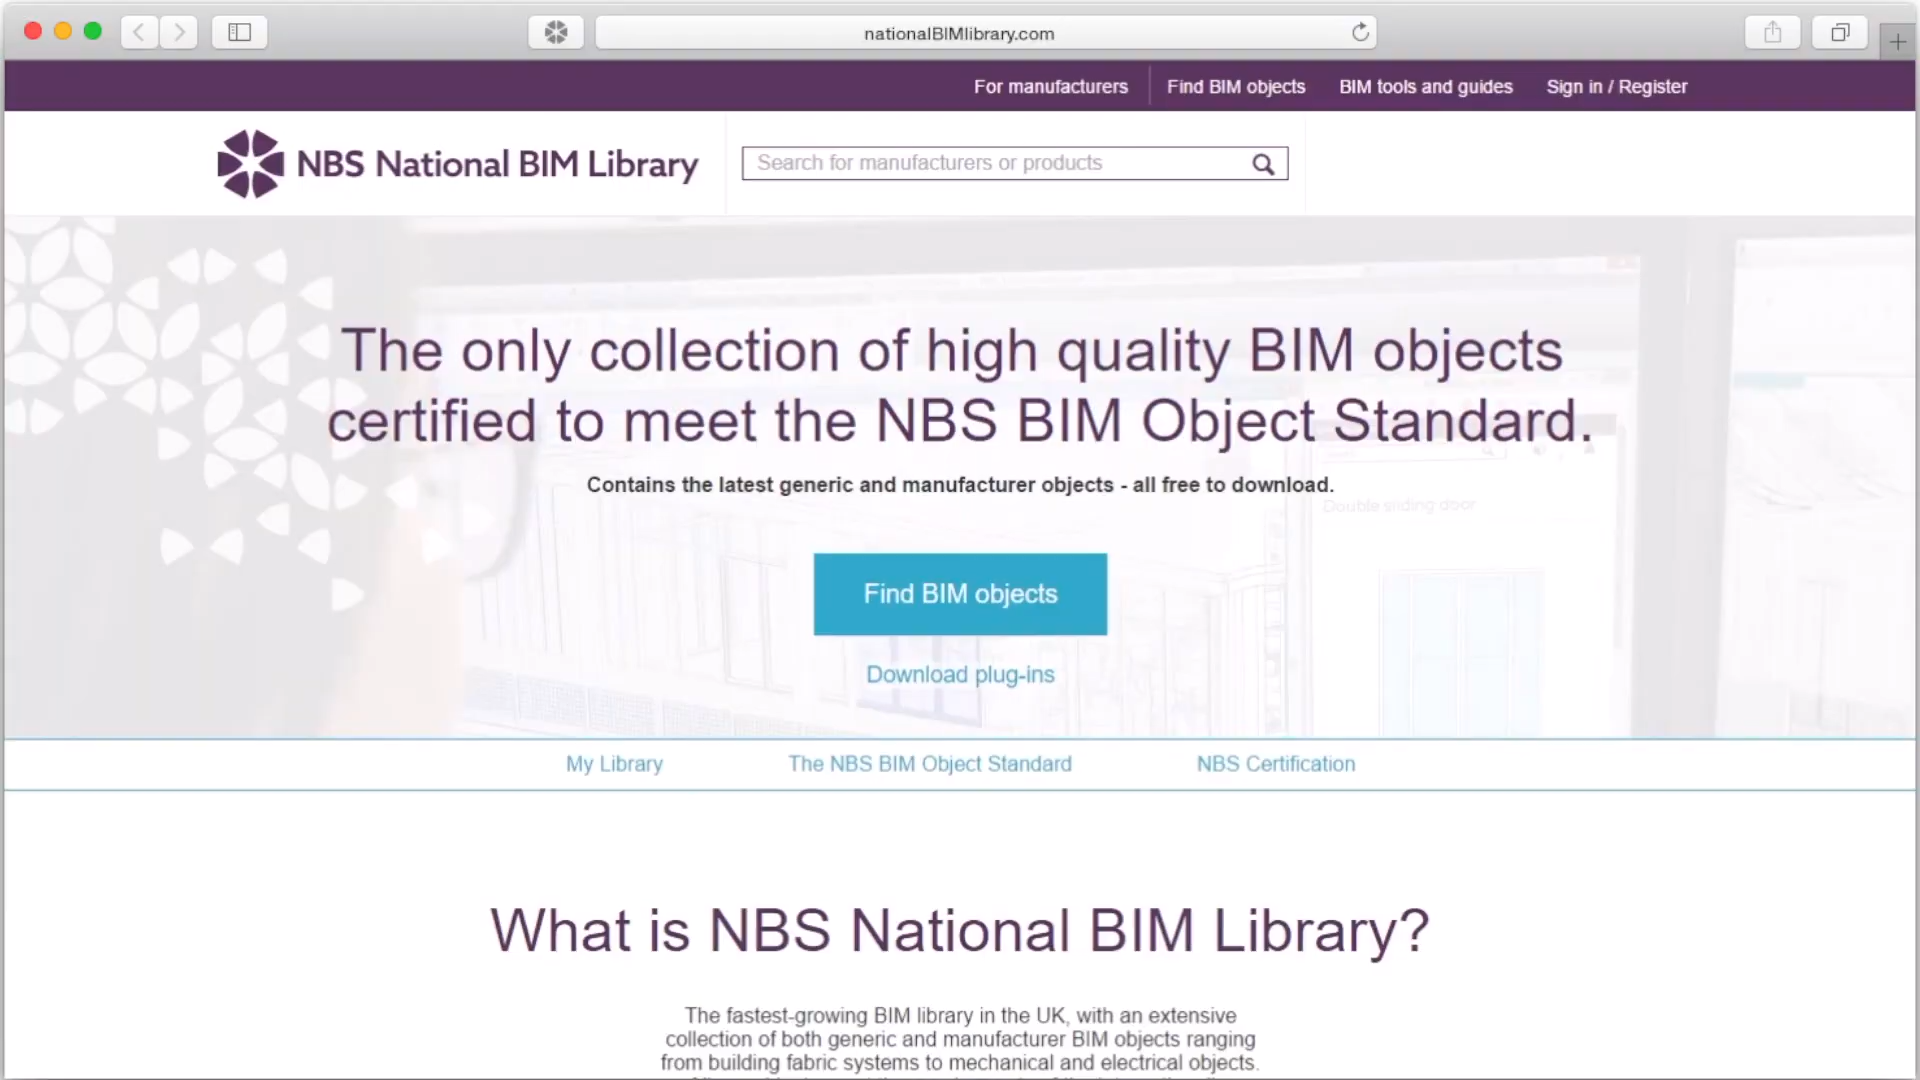 nationalBIMlibrary.com
For manufacturers
Find BIM objects
BIM tools and guides
Sign in / Register
NBS National BIM Library
Search for manufacturers or products
The only collection of high quality BIM objects
certified to meet the NBS BIM Object Standard.
Contains the latest generic and manufacturer objects - all free to download.
Double sliding door
Find BIM objects
Download plug-ins
My Library
The NBS BIM Object Standard
NBS Certification
What is NBS National BIM Library?
The fastest-growing BIM library in the UK, with an extensive
collection of both generic and manufacturer BIM objects ranging
from building fabric systems to mechanical and electrical objects.